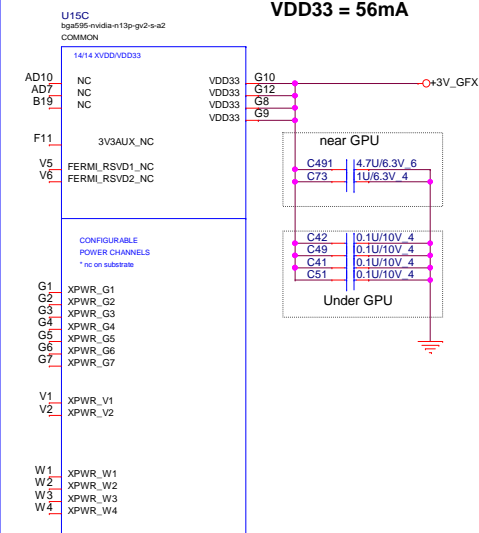 VDD33 = 56mA
U15C
bga595-nvidia-n13p-gv2-s-a2
COMMON
14/14 XVDD/VDD33
AD10 NC VDD33 G10 +3V_GFX
AD7 NC VDD33 G12
B19 NC VDD33 G8
VDD33 G9
F11 3V3AUX_NC
near GPU
V5 FERMI_RSVD1_NC C491 4.7U/6.3V_6
V6 FERMI_RSVD2_NC C73 1U/6.3V_4
CONFIGURABLE
POWER CHANNELS
* nc on substrate
C42 0.1U/10V_4
C49 0.1U/10V_4
C41 0.1U/10V_4
C51 0.1U/10V_4
Under GPU
G1 XPWR_G1
G2 XPWR_G2
G3 XPWR_G3
G4 XPWR_G4
G5 XPWR_G5
G6 XPWR_G6
G7 XPWR_G7
V1 XPWR_V1
V2 XPWR_V2
W1 XPWR_W1
W2 XPWR_W2
W3 XPWR_W3
W4 XPWR_W4